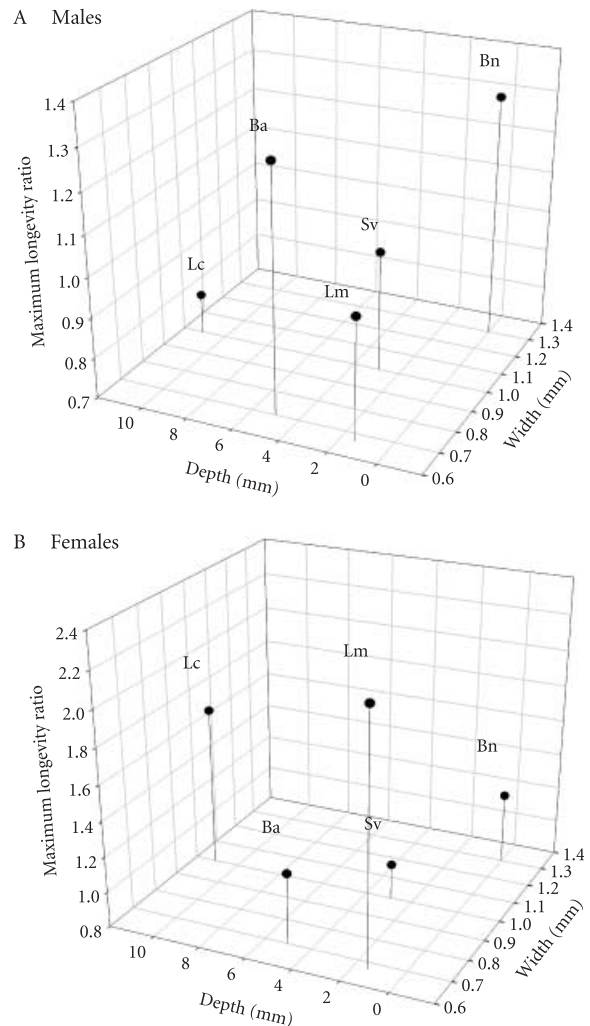 A Males
Bn
Ba
Sv
Lc
Lm
Maximum longevity ratio
1.4
1.3
1.2
1.1
1.0
0.9
0.8
0.7
10
8
6
4
2
0
Depth (mm)
1.4
1.3
1.2
1.1
1.0
0.9
0.8
0.7
0.6
Width (mm)
B Females
Lc
Lm
Bn
Ba
Sv
Maximum longevity ratio
2.4
2.2
2.0
1.8
1.6
1.4
1.2
1.0
0.8
10
8
6
4
2
0
Depth (mm)
1.4
1.3
1.2
1.1
1.0
0.9
0.8
0.7
0.6
Width (mm)